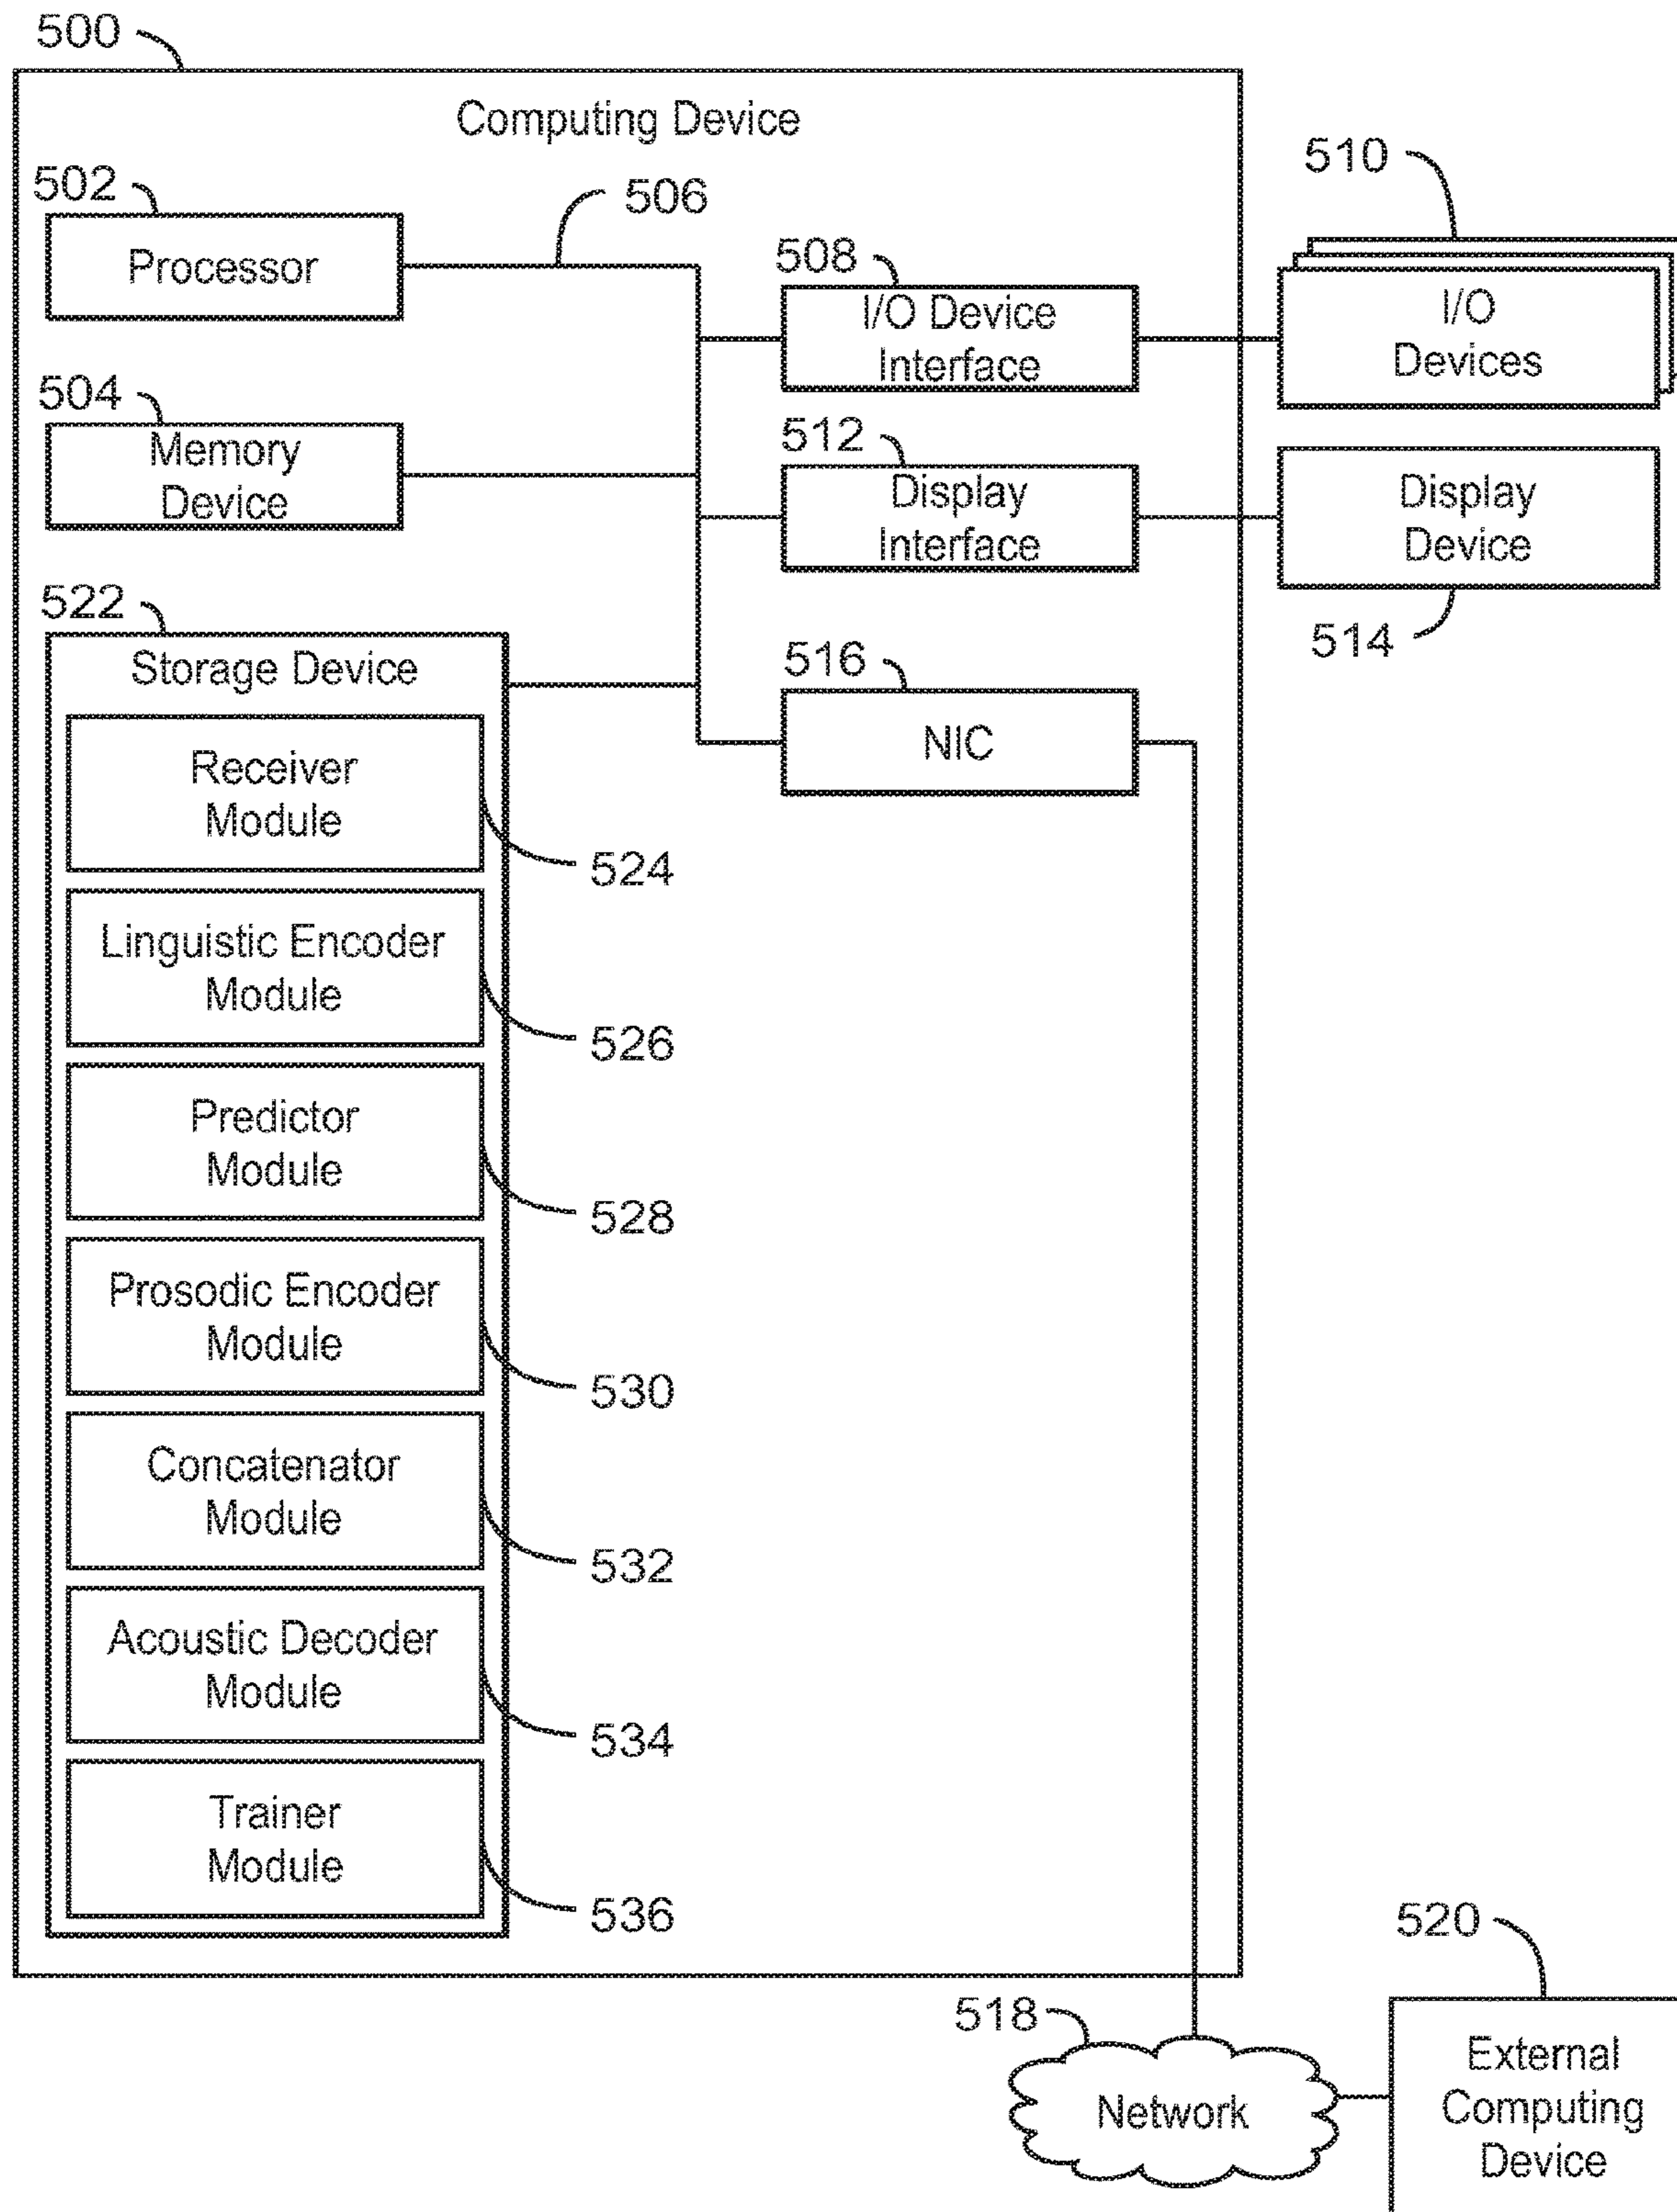 500
Computing Device
502
506
510
Processor
508
I/O Device
Interface
I/O
Devices
504
Memory
Device
512
Display
Interface
Display
Device
514
522
Storage Device
516
NIC
Receiver
Module
524
Linguistic Encoder
Module
526
Predictor
Module
528
Prosodic Encoder
Module
530
Concatenator
Module
532
Acoustic Decoder
Module
534
Trainer
Module
536
520
518
Network
External
Computing
Device